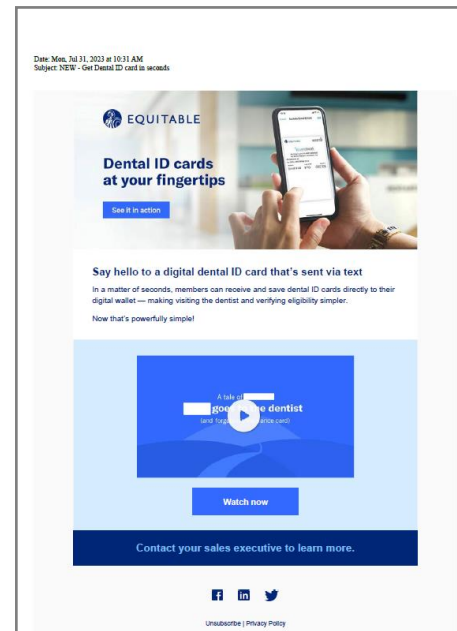 Date: Mon, Jul 31, 2023 at 10:31 AM
Subject: NEW - Get Dental ID card in seconds
EQUITABLE
Dental ID cards
at your fingertips
See it in action
Say hello to a digital dental ID card that's sent via text
In a matter of seconds, members can receive and save dental ID cards directly to their
digital wallet — making visiting the dentist and verifying eligibility simpler.
Now that's powerfully simple!
A tale of
the dentist
(and
card)
Watch now
Contact your sales executive to learn more.
Unsubscribe | Privacy Policy